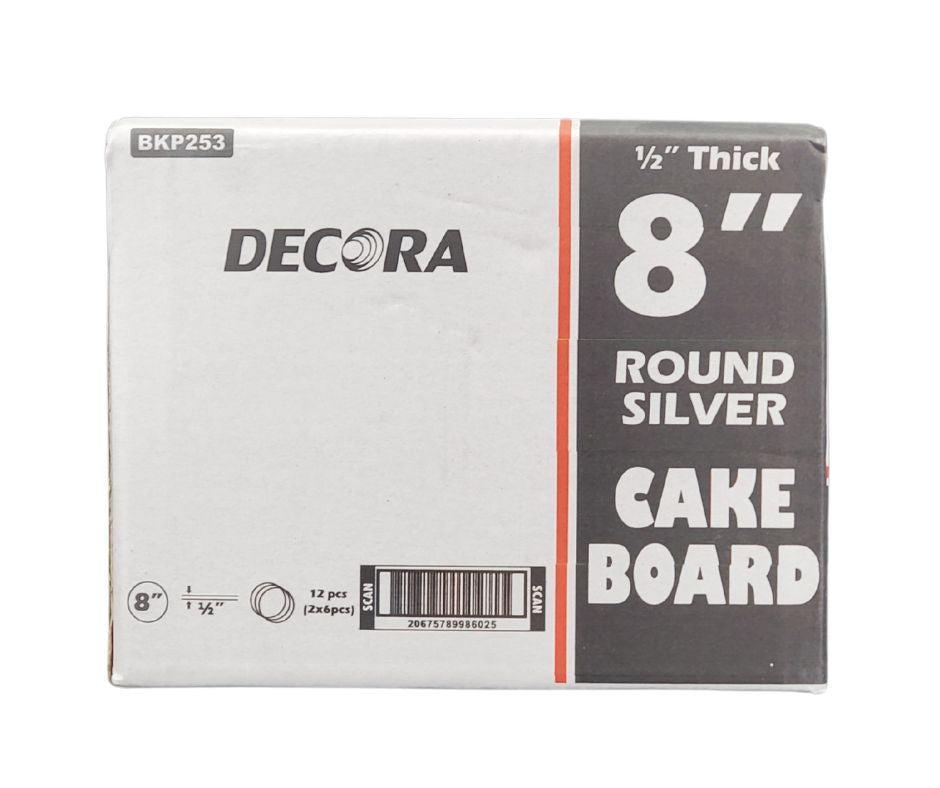 BKP253
DECORA
½” Thick
8”
ROUND
SILVER
CAKE
BOARD
8”
½”
12 pcs
(2x6pcs)
SCAN
SCAN
20675789986025